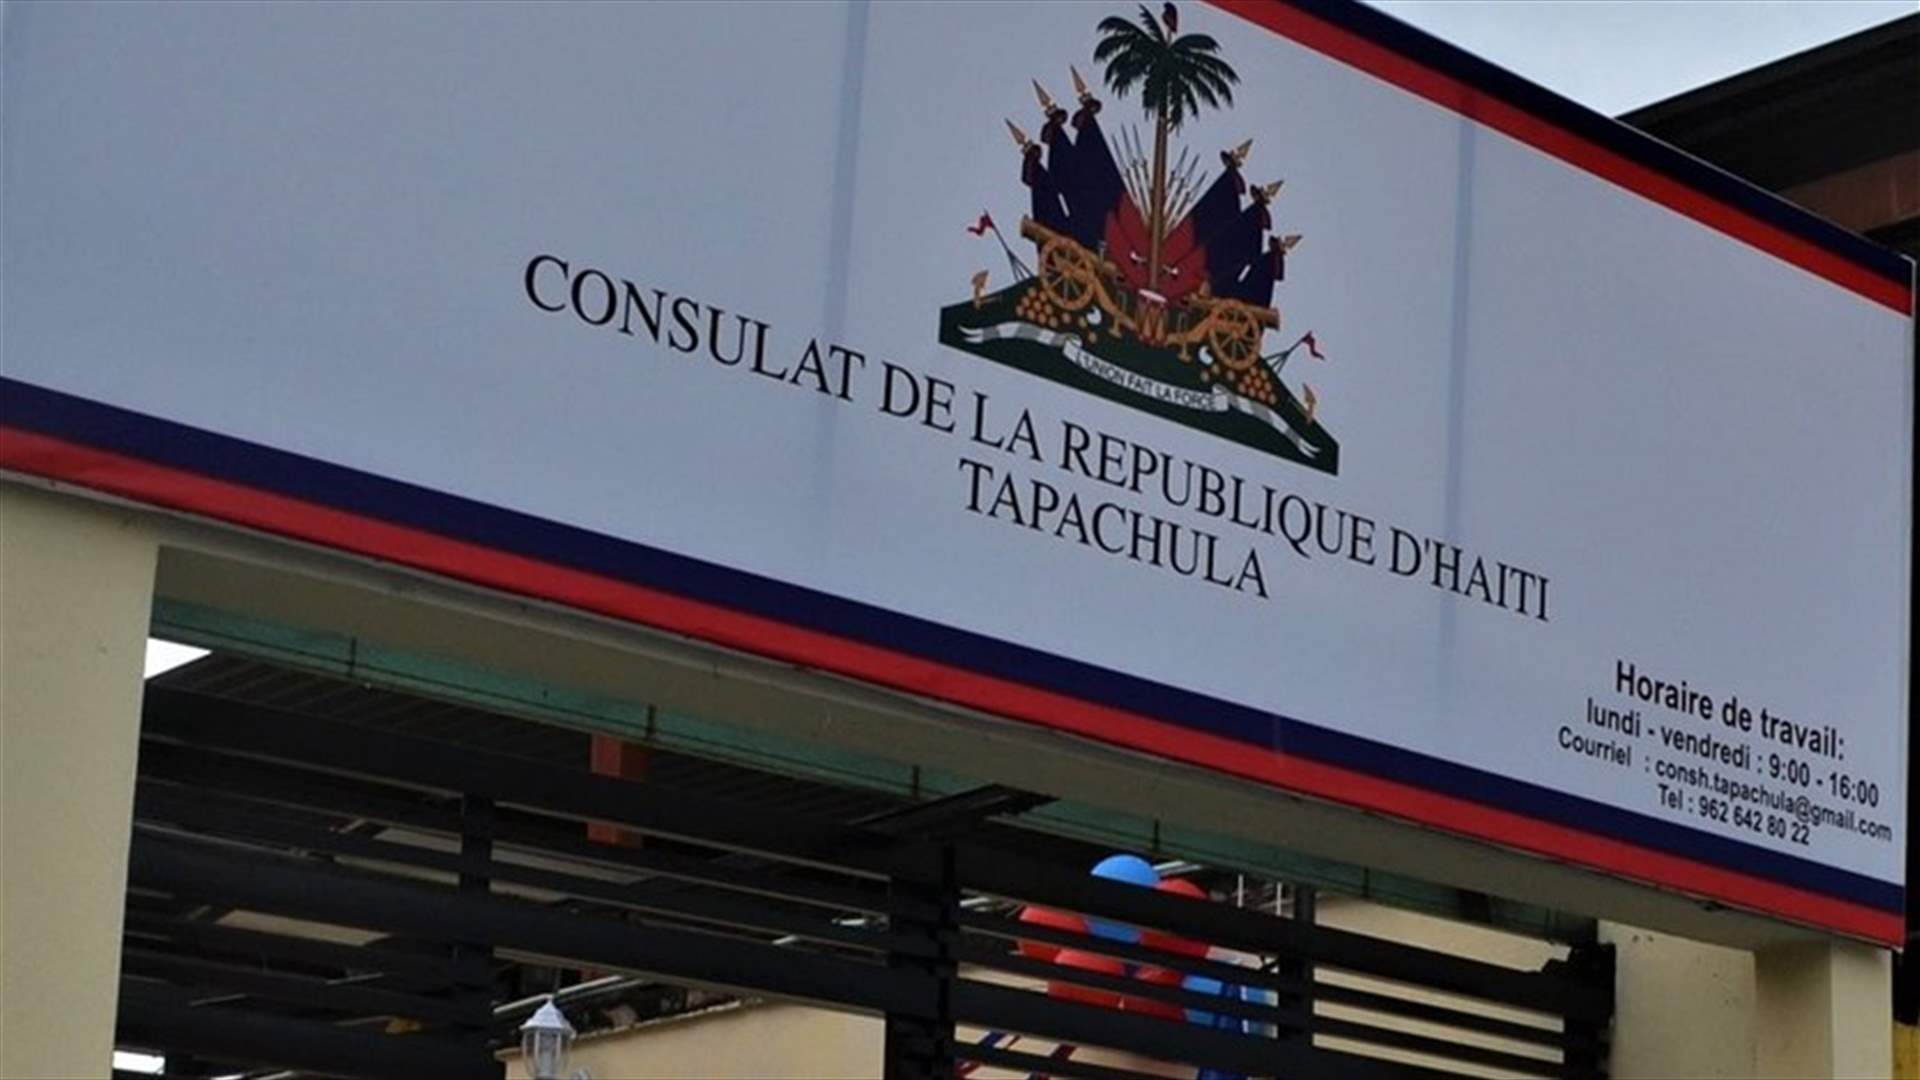 L'UNION FAIT LA FORCE
CONSULAT DE LA REPUBLIQUE D'HAITI
TAPACHULA
Horaire de travail:
lundi - vendredi : 9:00 - 16:00
Courriel : consh.tapachula@gmail.com
Tel : 962 642 80 22